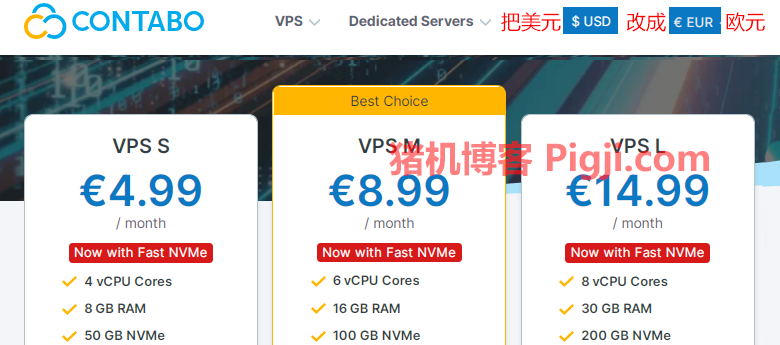 CONTABO
VPS Dedicated Servers 把美元 $ USD 改成 € EUR 欧元
Best Choice
VPS S VPS M VPS L
猪机博客 Pigji.com
€4.99 €8.99 €14.99
/ month / month / month
Now with Fast NVMe Now with Fast NVMe Now with Fast NVMe
4 vCPU Cores 6 vCPU Cores 8 vCPU Cores
8 GB RAM 16 GB RAM 30 GB RAM
50 GB NVMe 100 GB NVMe 200 GB NVMe